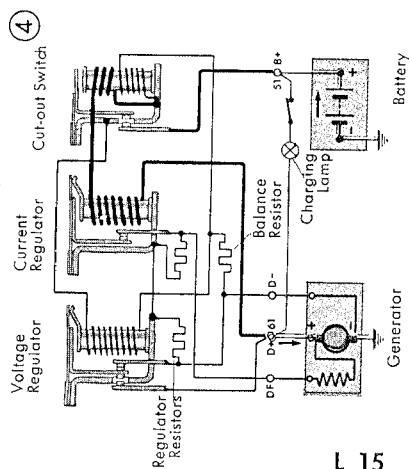 4
Cut-out Switch
Current
Regulator
Voltage
Regulator
Regulator
Resistors
Balance
Resistor
Charging
Lamp
51 B+
D-
D+ 61
DF
+
-
+
-
Battery
Generator
L 15